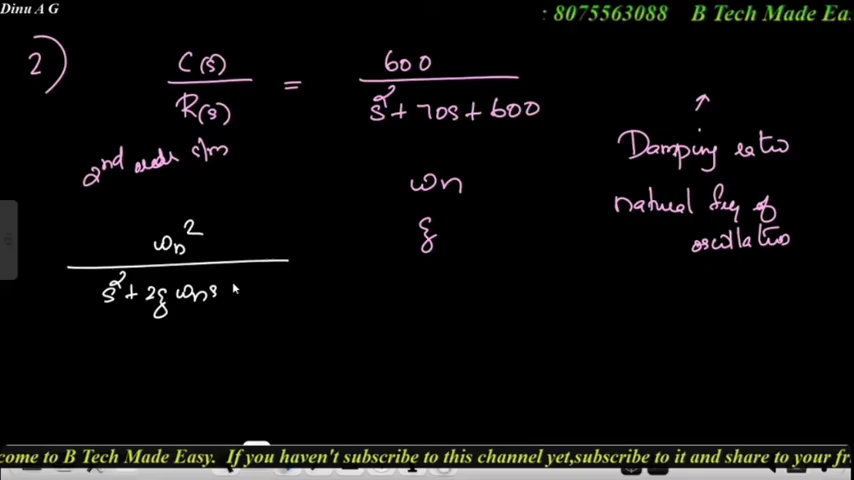 Dinu A G
: 8075563088 B Tech Made Ea
2)
C(s) / R(s) = 600 / s² + 70s + 600
2nd order s/m
ωn
ξ
Damping ratio
natural freq of
oscillation
ωn²
s² + 2ξ ωns
come to B Tech Made Easy. If you haven't subscribe to this channel yet,subscribe to it and share to your fr